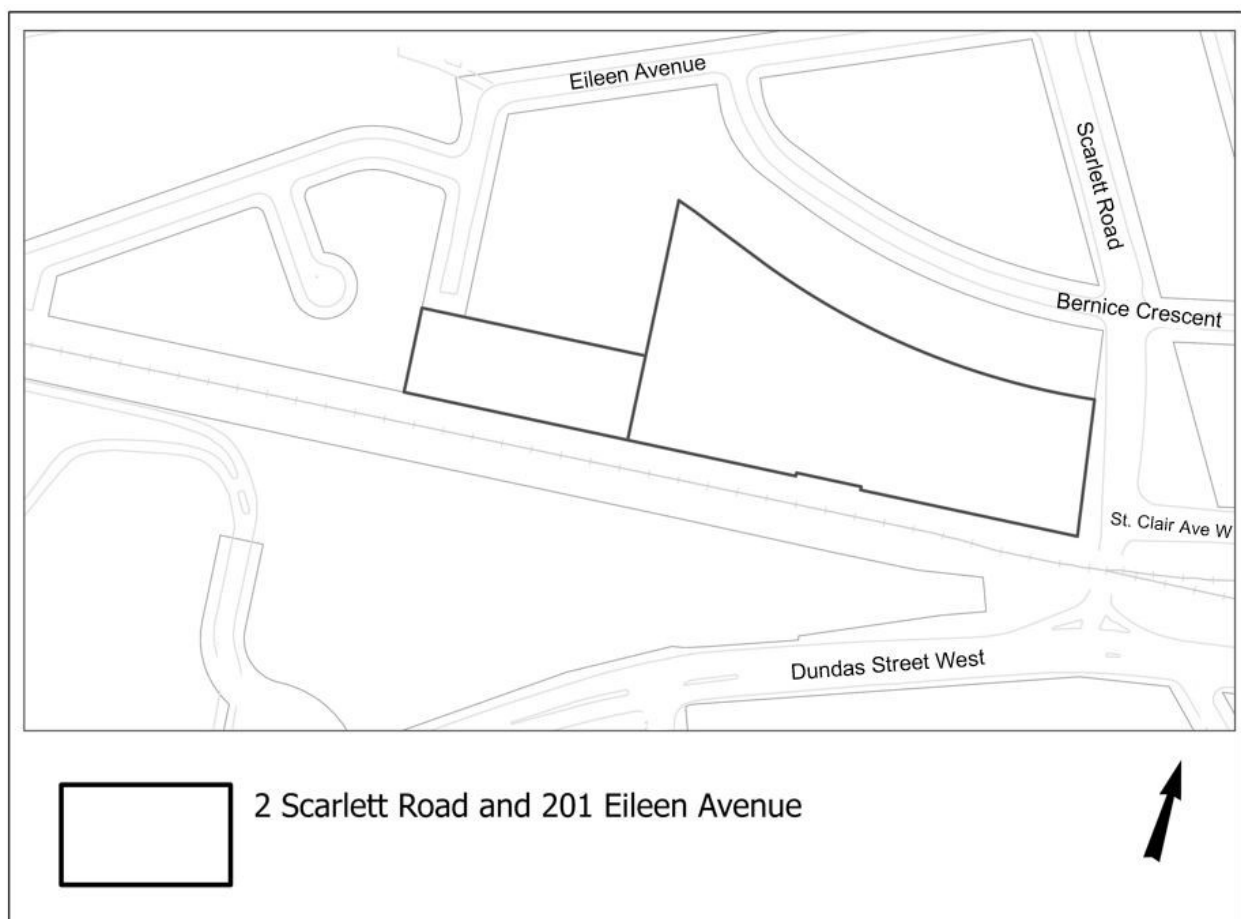 Eileen Avenue
Scarlett Road
Bernice Crescent
St. Clair Ave W
Dundas Street West
2 Scarlett Road and 201 Eileen Avenue